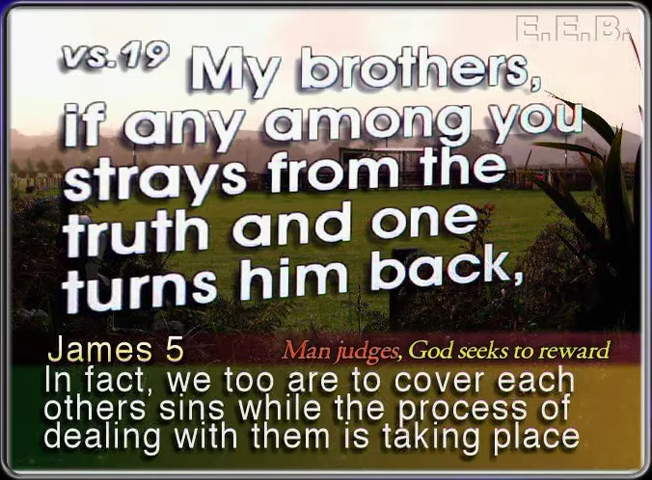 E.E.B.
vs.19 My brothers,
if any among you
strays from the
truth and one
turns him back,
James 5
Man judges, God seeks to reward
In fact, we too are to cover each
others sins while the process of
dealing with them is taking place